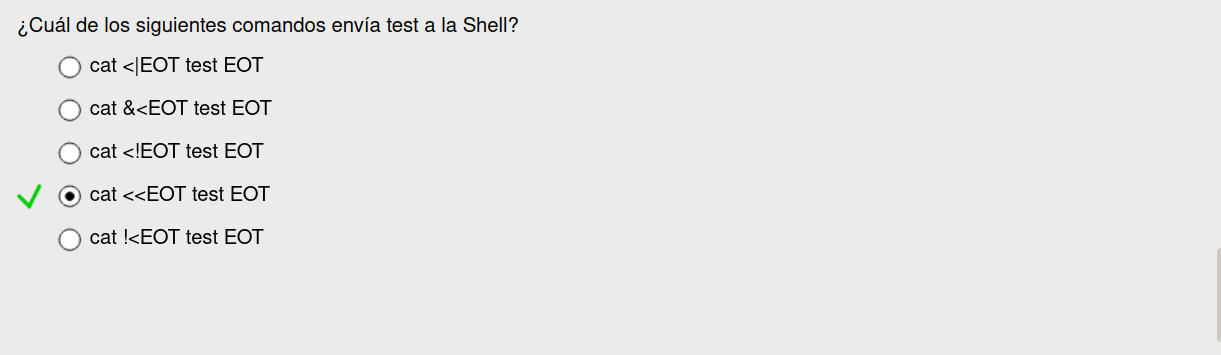 ¿Cuál de los siguientes comandos envía test a la Shell?
cat <|EOT test EOT
cat &<EOT test EOT
cat <!EOT test EOT
cat <<EOT test EOT
cat !<EOT test EOT